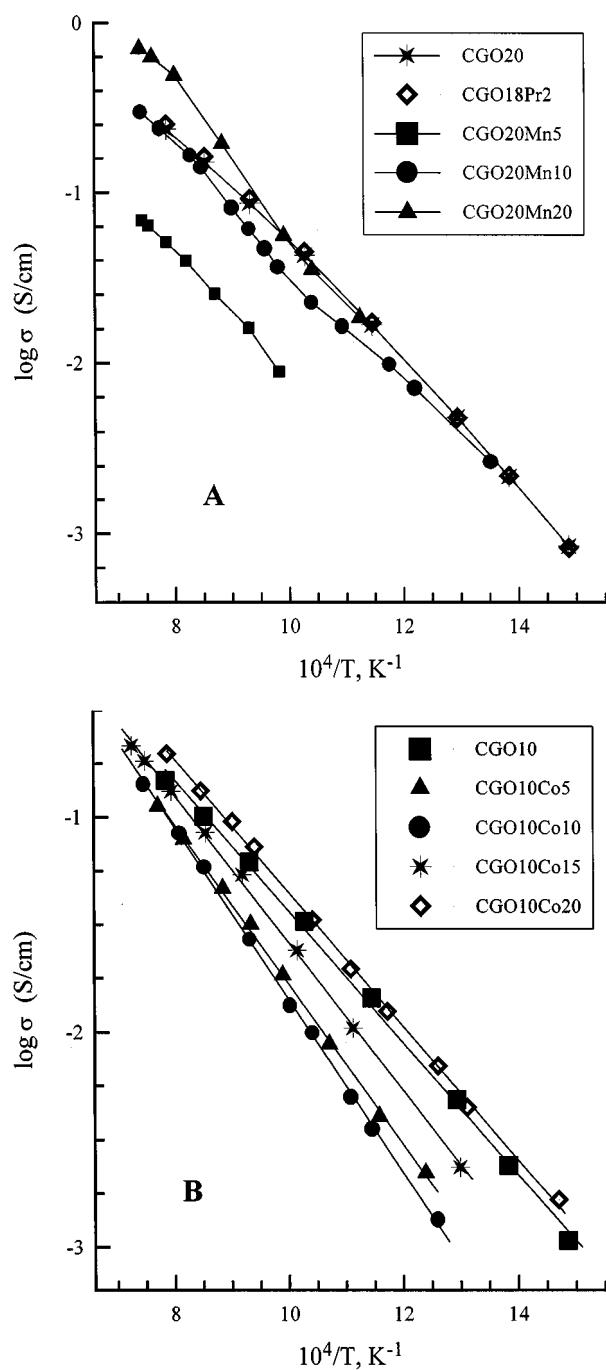 0
-1
-2
-3
log σ (S/cm)
CGO20
CGO18Pr2
CGO20Mn5
CGO20Mn10
CGO20Mn20
A
8 10 12 14
10⁴/T, K⁻¹
-1
-2
-3
log σ (S/cm)
CGO10
CGO10Co5
CGO10Co10
CGO10Co15
CGO10Co20
B
8 10 12 14
10⁴/T, K⁻¹